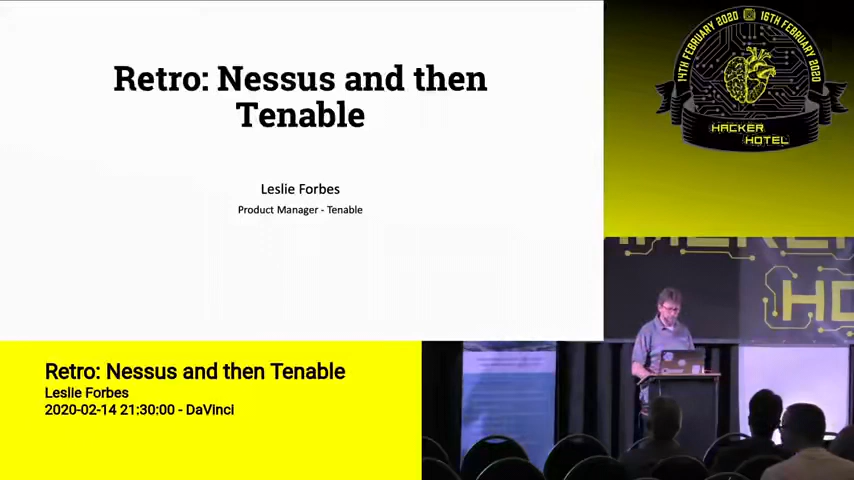 Retro: Nessus and then
Tenable
Leslie Forbes
Product Manager - Tenable
14TH FEBRUARY 2020
16TH FEBRUARY 2020
HACKER
HOTEL
Retro: Nessus and then Tenable
Leslie Forbes
2020-02-14 21:30:00 - DaVinci